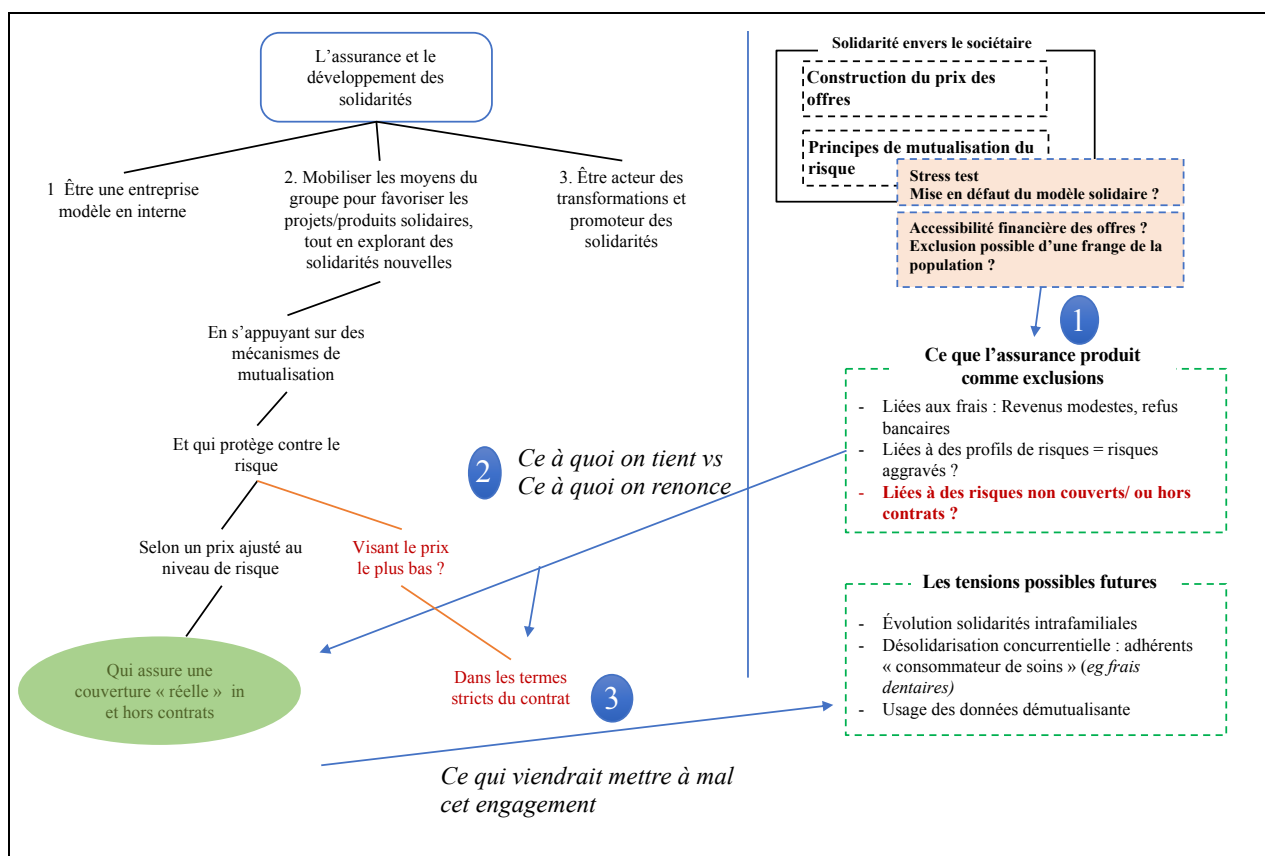 L’assurance et le
développement des
solidarités
1 Être une entreprise
modèle en interne
2. Mobiliser les moyens du
groupe pour favoriser les
projets/produits solidaires,
tout en explorant des
solidarités nouvelles
3. Être acteur des
transformations et
promoteur des
solidarités
En s’appuyant sur des
mécanismes de
mutualisation
Et qui protège contre le
risque
Selon un prix ajusté au
niveau de risque
Visant le prix
le plus bas ?
Qui assure une
couverture « réelle » in
et hors contrats
Dans les termes
stricts du contrat
2
Ce à quoi on tient vs
Ce à quoi on renonce
3
Ce qui viendrait mettre à mal
cet engagement
Solidarité envers le sociétaire
Construction du prix des
offres
Principes de mutualisation du
risque
Stress test
Mise en défaut du modèle solidaire ?
Accessibilité financière des offres ?
Exclusion possible d’une frange de la
population ?
1
Ce que l’assurance produit
comme exclusions
- Liées aux frais : Revenus modestes, refus
bancaires
- Liées à des profils de risques = risques
aggravés ?
- Liées à des risques non couverts/ ou hors
contrats ?
Les tensions possibles futures
- Évolution solidarités intrafamiliales
- Désolidarisation concurrentielle : adhérents
« consommateur de soins » (eg frais
dentaires)
- Usage des données démutualisante